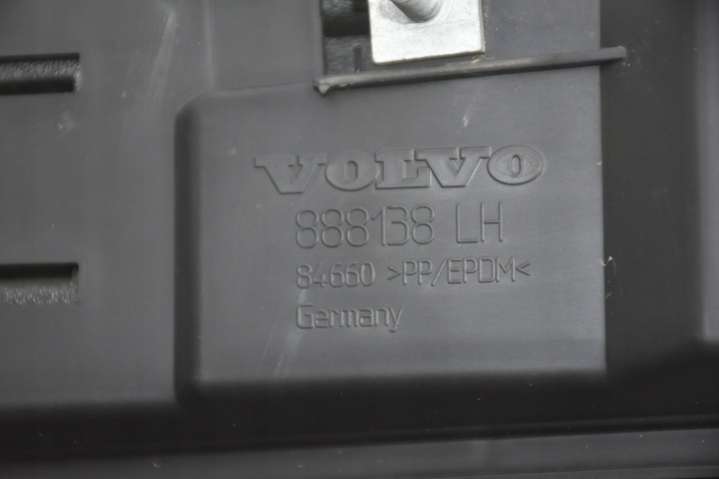 VOLVO
888138 LH
84660 >PP/EPDM<
Germany